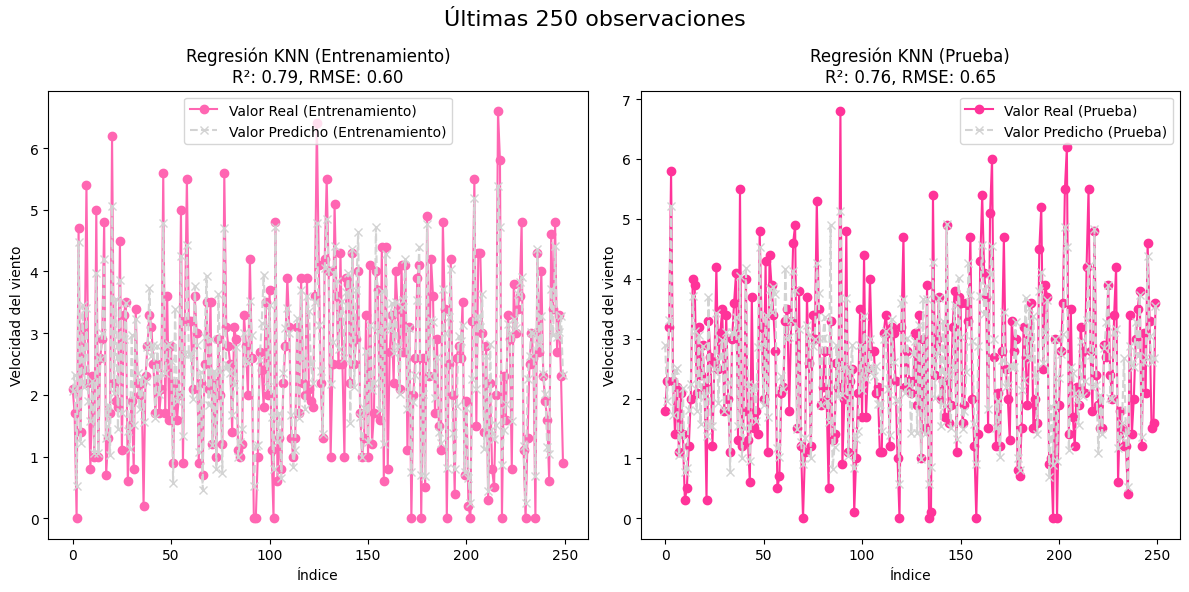 Últimas 250 observaciones
Regresión KNN (Entrenamiento)
R²: 0.79, RMSE: 0.60
Valor Real (Entrenamiento)
Valor Predicho (Entrenamiento)
Velocidad del viento
6
5
4
3
2
1
0
0 50 100 150 200 250
Índice
Regresión KNN (Prueba)
R²: 0.76, RMSE: 0.65
Valor Real (Prueba)
Valor Predicho (Prueba)
Velocidad del viento
7
6
5
4
3
2
1
0
0 50 100 150 200 250
Índice